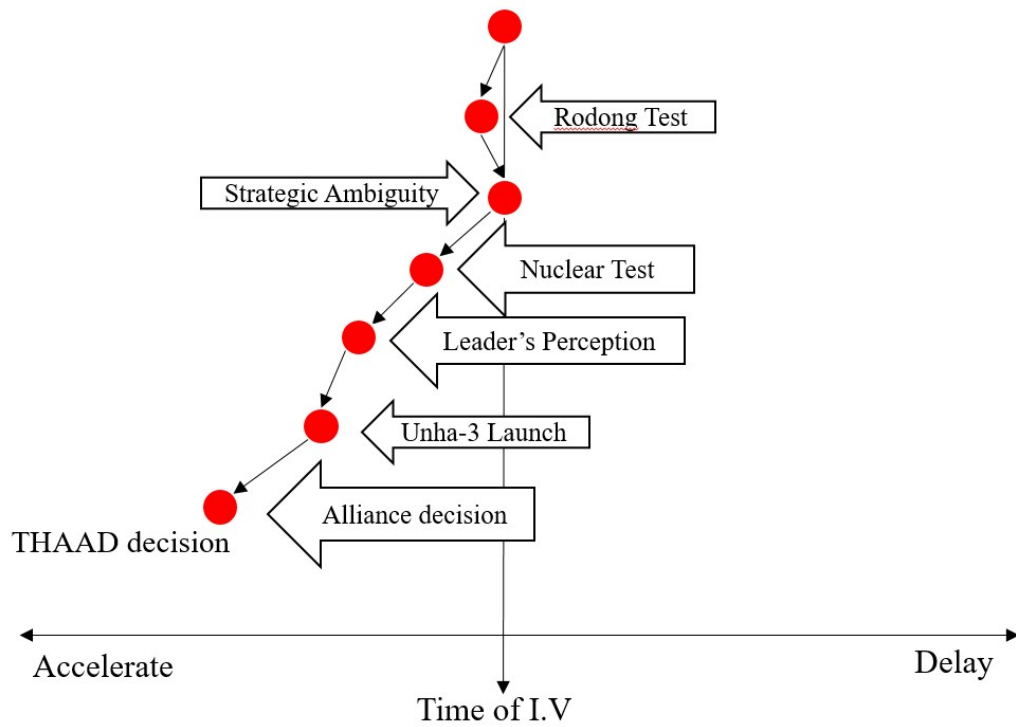 Rodong Test
Strategic Ambiguity
Nuclear Test
Leader’s Perception
Unha-3 Launch
Alliance decision
THAAD decision
Accelerate
Delay
Time of I.V